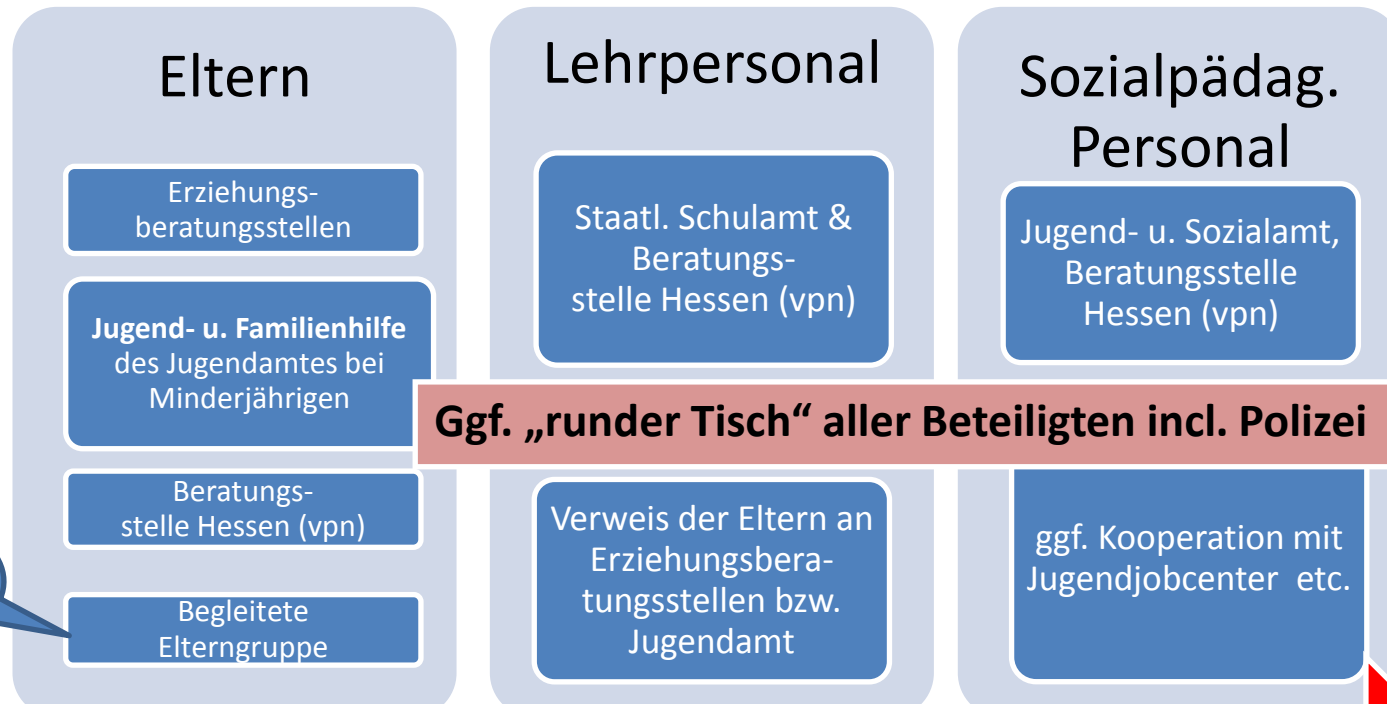 Eltern
Erziehungs-
beratungsstellen
Jugend- u. Familienhilfe
des Jugendamtes bei
Minderjährigen
Beratungs-
stelle Hessen (vpn)
Begleitete
Elterngruppe
Lehrpersonal
Staatl. Schulamt &
Beratungs-
stelle Hessen (vpn)
Ggf. „runder Tisch“ aller Beteiligten incl. Polizei
Verweis der Eltern an
Erziehungsbera-
tungsstellen bzw.
Jugendamt
Sozialpädag.
Personal
Jugend- u. Sozialamt,
Beratungsstelle
Hessen (vpn)
ggf. Kooperation mit
Jugendjobcenter etc.